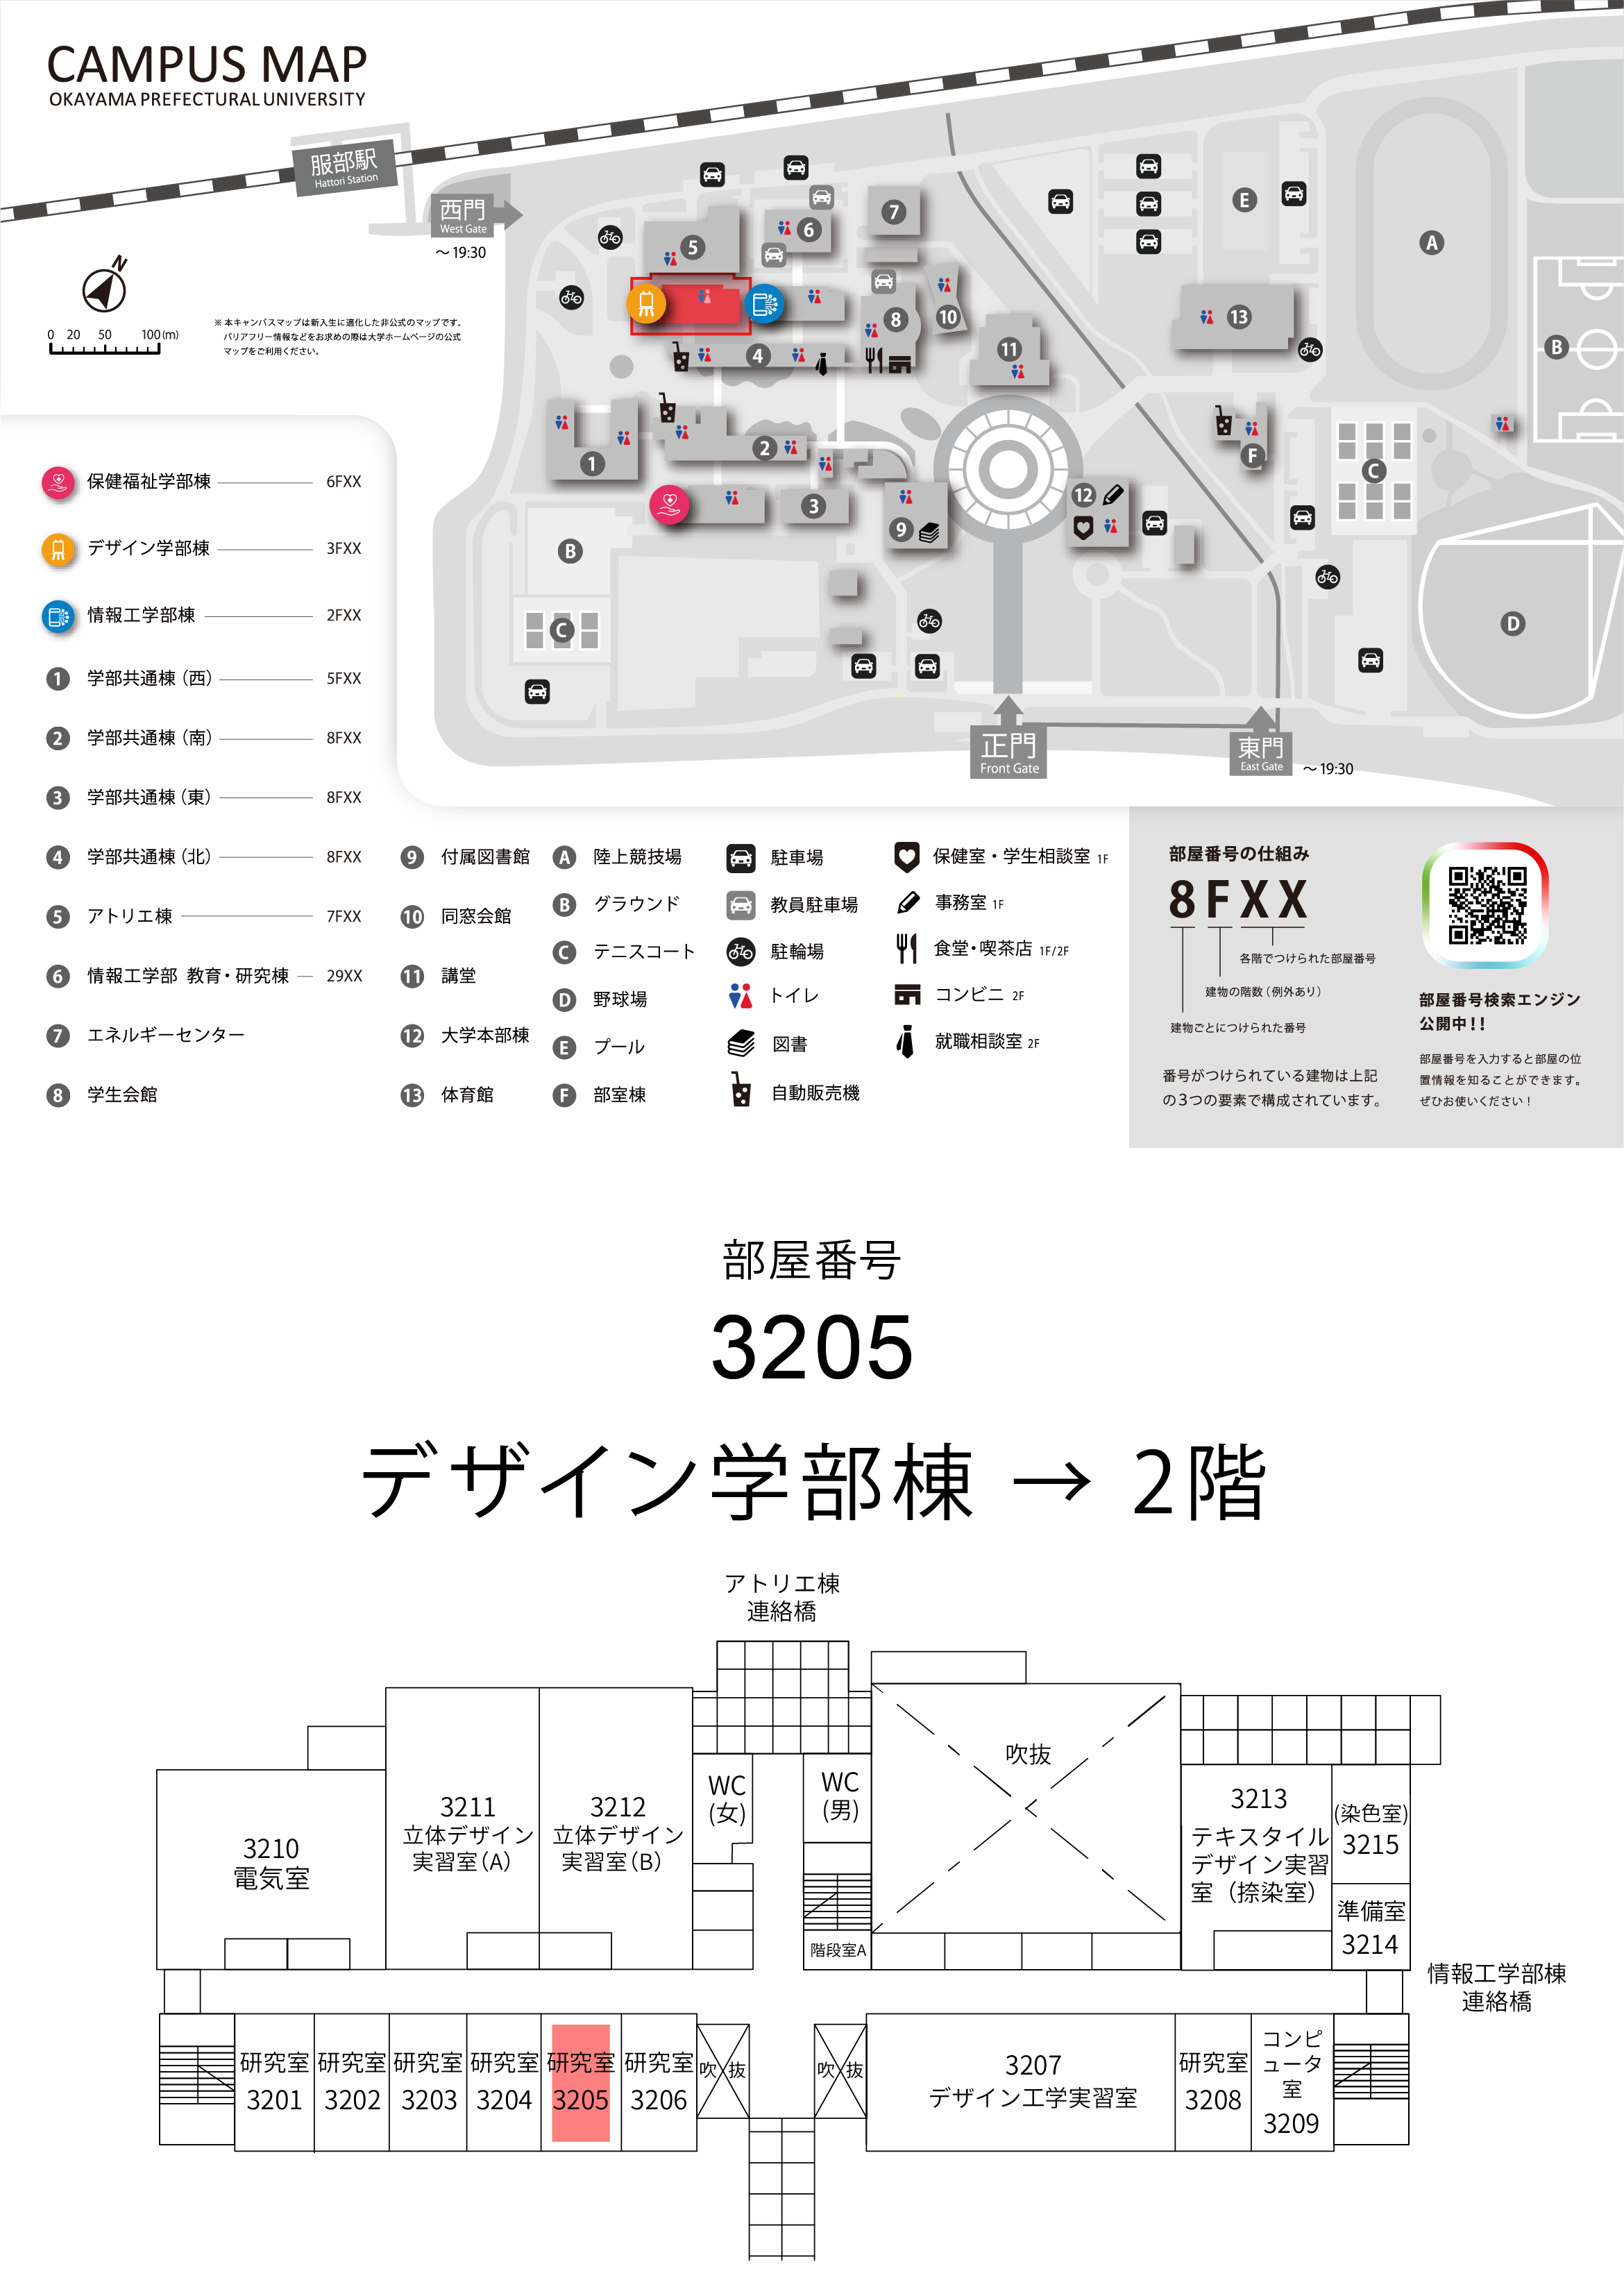 CAMPUS MAP
OKAYAMA PREFECTURAL UNIVERSITY
服部駅
Hattori Station
西門
West Gate
～19:30
N
0 20 50 100(m)
※ 本キャンパスマップは新入生に適化した非公式のマップです。
バリアフリー情報などをお求めの際は大学ホームページの公式
マップをご利用ください。
5
6
7
8
10
11
4
13
E
A
B
1
2
3
9
12
F
C
B
C
D
正門
Front Gate
東門
East Gate
～19:30
保健福祉学部棟 6FXX
デザイン学部棟 3FXX
情報工学部棟 2FXX
1 学部共通棟（西） 5FXX
2 学部共通棟（南） 8FXX
3 学部共通棟（東） 8FXX
4 学部共通棟（北） 8FXX
5 アトリエ棟 7FXX
6 情報工学部 教育・研究棟 29XX
7 エネルギーセンター
8 学生会館
9 付属図書館
10 同窓会館
11 講堂
12 大学本部棟
13 体育館
A 陸上競技場
B グラウンド
C テニスコート
D 野球場
E プール
F 部室棟
駐車場
教員駐車場
駐輪場
トイレ
図書
自動販売機
保健室・学生相談室 1F
事務室 1F
食堂・喫茶店 1F/2F
コンビニ 2F
就職相談室 2F
部屋番号の仕組み
8FXX
各階でつけられた部屋番号
建物の階数（例外あり）
建物ごとにつけられた番号
番号がつけられている建物は上記
の3つの要素で構成されています。
部屋番号検索エンジン
公開中！！
部屋番号を入力すると部屋の位
置情報を知ることができます。
ぜひお使いください！
部屋番号
3205
デザイン学部棟 → 2階
アトリエ棟
連絡橋
3210
電気室
3211
立体デザイン
実習室（A）
3212
立体デザイン
実習室（B）
WC
(女)
WC
(男)
階段室A
吹抜
3213
テキスタイル
デザイン実習
室（捺染室）
(染色室)
3215
準備室
3214
情報工学部棟
連絡橋
研究室
3201
研究室
3202
研究室
3203
研究室
3204
研究室
3205
研究室
3206
吹抜
吹抜
3207
デザイン工学実習室
研究室
3208
コンピ
ュータ
室
3209